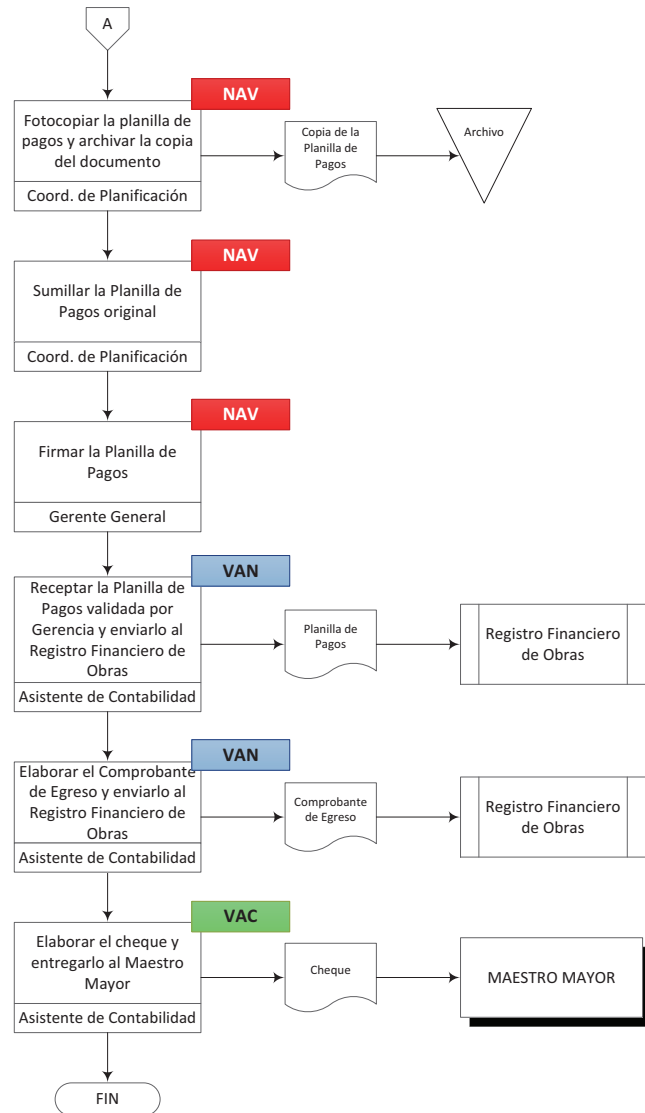 A
NAV
Fotocopiar la planilla de
pagos y archivar la copia
del documento
Coord. de Planificación
Copia de la
Planilla de
Pagos
Archivo
NAV
Sumillar la Planilla de
Pagos original
Coord. de Planificación
NAV
Firmar la Planilla de
Pagos
Gerente General
VAN
Receptar la Planilla de
Pagos validada por
Gerencia y enviarlo al
Registro Financiero de
Obras
Asistente de Contabilidad
Planilla de
Pagos
Registro Financiero
de Obras
VAN
Elaborar el Comprobante
de Egreso y enviarlo al
Registro Financiero de
Obras
Asistente de Contabilidad
Comprobante
de Egreso
Registro Financiero
de Obras
VAC
Elaborar el cheque y
entregarlo al Maestro
Mayor
Asistente de Contabilidad
Cheque
MAESTRO MAYOR
FIN